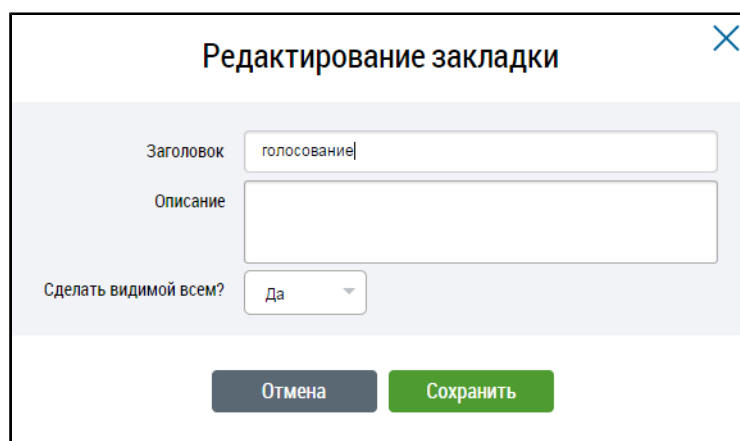 Редактирование закладки
Заголовок голосование
Описание
Сделать видимой всем? Да
Отмена Сохранить